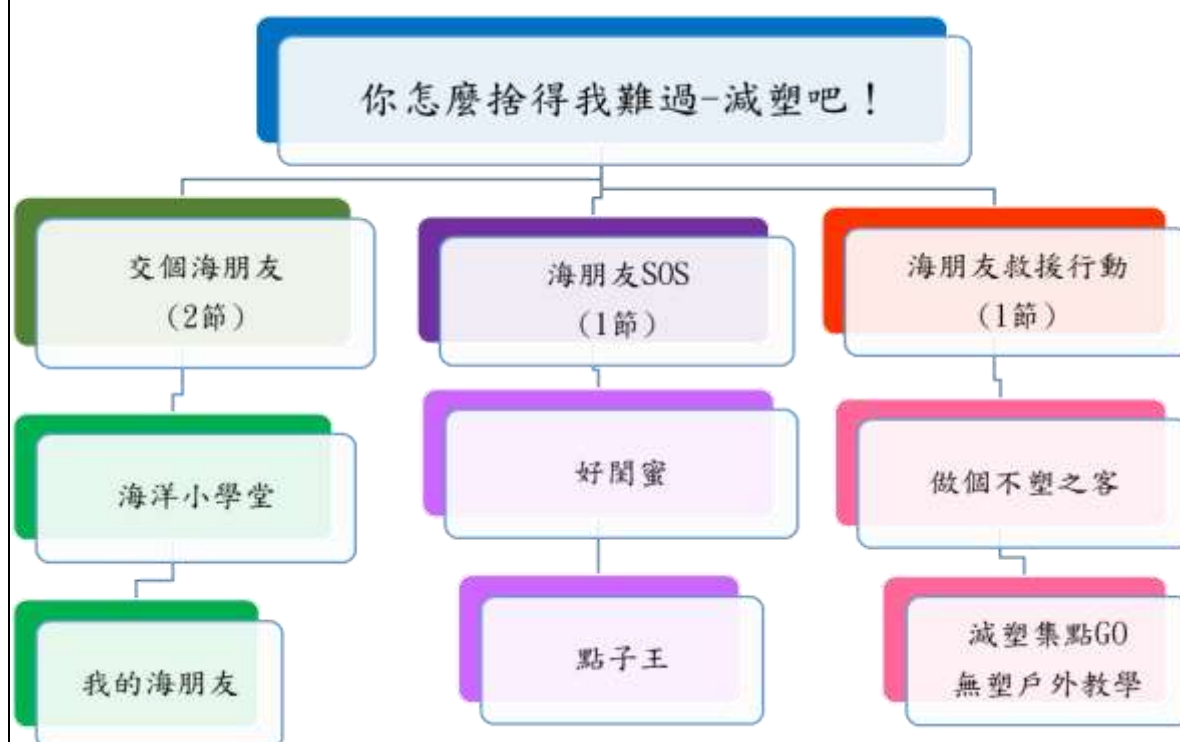 你怎麼捨得我難過-減塑吧！
交個海朋友
（2節）
海朋友SOS
（1節）
海朋友救援行動
（1節）
海洋小學堂
好閨蜜
做個不塑之客
我的海朋友
點子王
減塑集點GO
無塑戶外教學